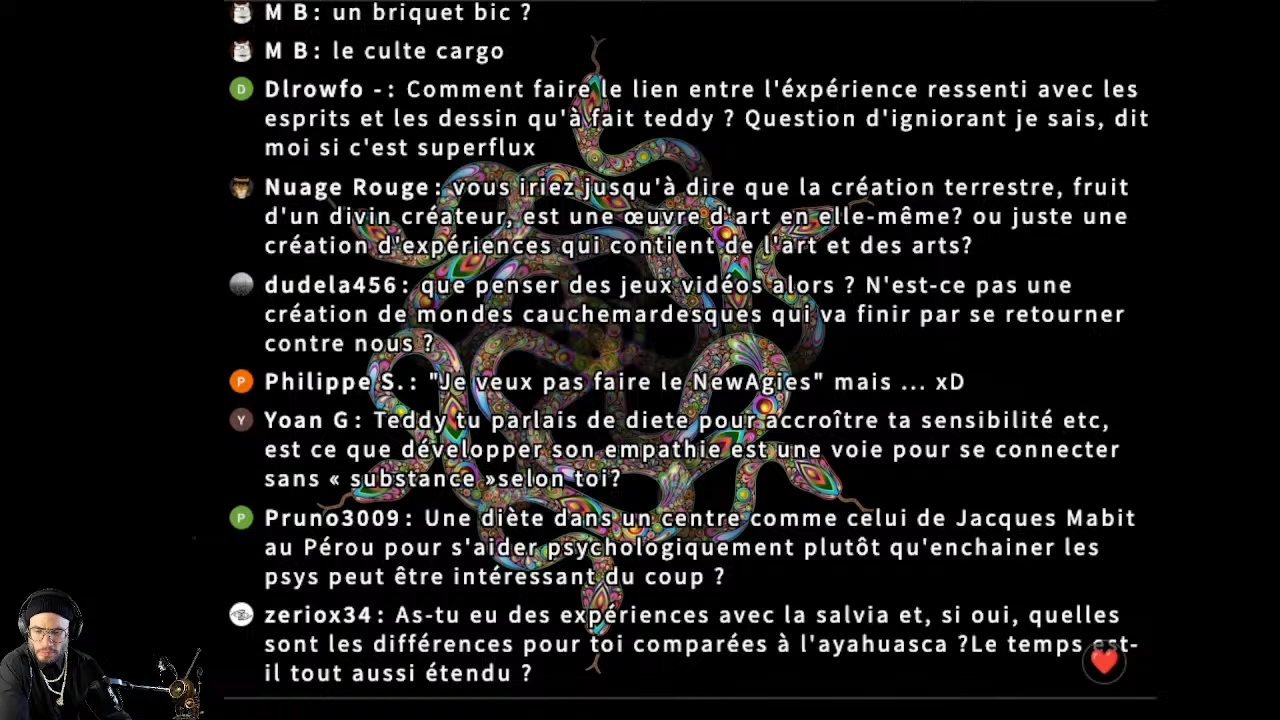 M B: un briquet bic ?
M B: le culte cargo
D
Dlrowfo -: Comment faire le lien entre l'éxpérience ressenti avec les
esprits et les dessin qu'à fait teddy ? Question d'igniorant je sais, dit
moi si c'est superflux
Nuage Rouge: vous iriez jusqu'à dire que la création terrestre, fruit
d'un divin créateur, est une œuvre d'art en elle-même? ou juste une
création d'expériences qui contient de l'art et des arts?
dudela456: que penser des jeux vidéos alors ? N'est-ce pas une
création de mondes cauchemardesques qui va finir par se retourner
contre nous ?
P
Philippe S.: "Je veux pas faire le NewAgies" mais ... xD
Y
Yoan G: Teddy tu parlais de diete pour accroître ta sensibilité etc,
est ce que développer son empathie est une voie pour se connecter
sans « substance »selon toi?
P
Pruno3009: Une diète dans un centre comme celui de Jacques Mabit
au Pérou pour s'aider psychologiquement plutôt qu'enchainer les
psys peut être intéressant du coup ?
zeriox34: As-tu eu des expériences avec la salvia et, si oui, quelles
sont les différences pour toi comparées à l'ayahuasca ?Le temps est-
il tout aussi étendu ?